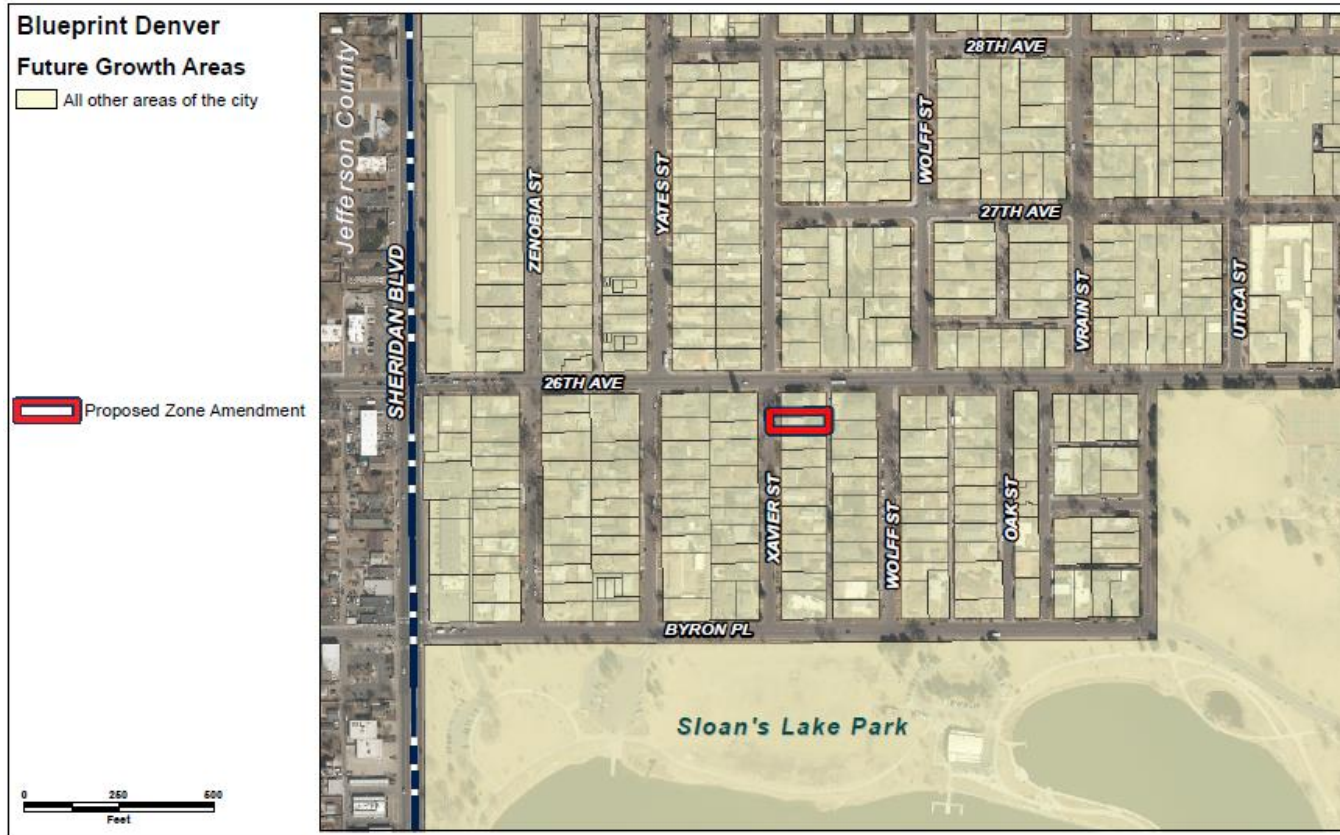 Blueprint Denver
Future Growth Areas
All other areas of the city
Proposed Zone Amendment
0 250 500
Feet
Jefferson County
SHERIDAN BLVD
ZENOBIA ST
YATES ST
WOLFF ST
28TH AVE
27TH AVE
VRAIN ST
UTICA ST
26TH AVE
XAVIER ST
WOLFF ST
OAK ST
BYRON PL
Sloan's Lake Park